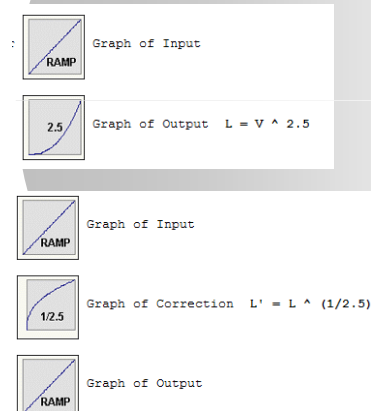 Graph of Input
RAMP
2.5
Graph of Output L = V ^ 2.5
Graph of Input
RAMP
1/2.5
Graph of Correction L' = L ^ (1/2.5)
Graph of Output
RAMP